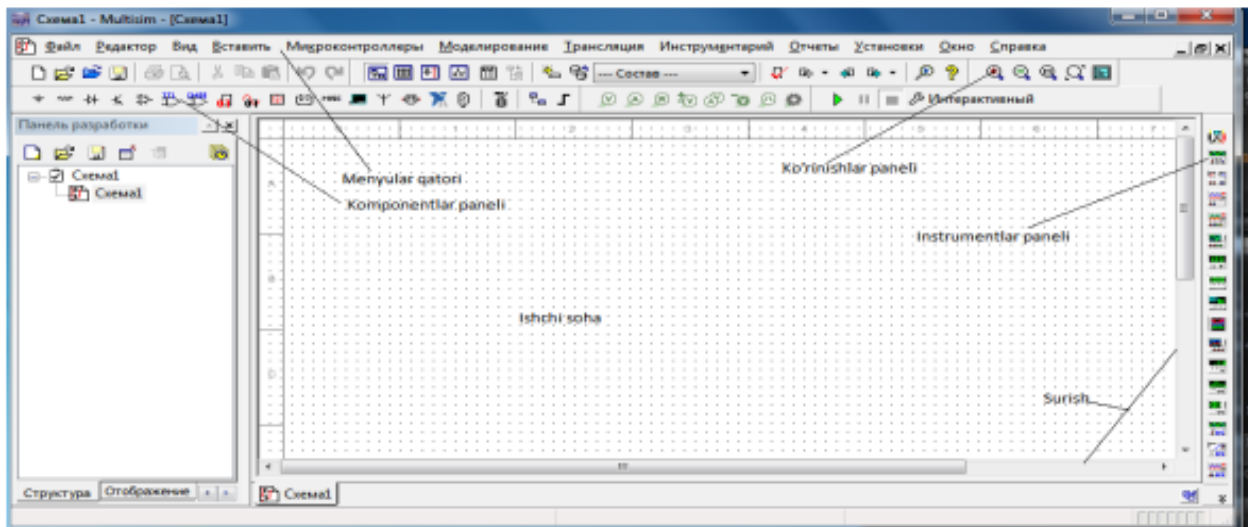 Схема1 - Multisim - [Схема1]
Файл Редактор Вид Вставить Микроконтроллеры Моделирование Трансляция Инструментарий Отчеты Установки Окно Справка
--- Состав ---
Интерактивный
Панель разработки
Схема1
Схема1
Menyular qatori
Komponentlar paneli
Ko'rinishlar paneli
Instrumentlar paneli
Ishchi soha
Surish
Структура Отображение
Схема1